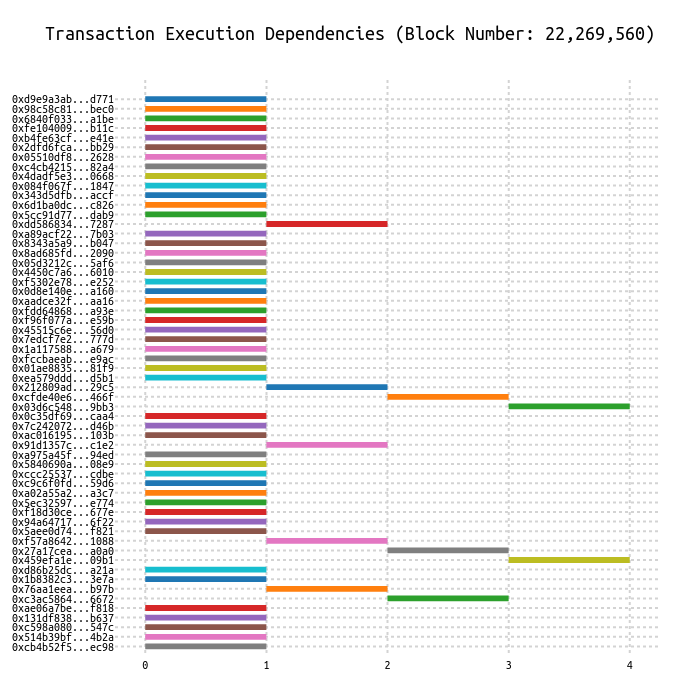 Transaction Execution Dependencies (Block Number: 22,269,560)
0xd9e9a3ab...d771
0x98c58c81...bec0
0x6840f033...a1be
0xfe104009...b11c
0xb4fe63cf...e41e
0x2dfd6fca...bb29
0x05510df8...2628
0xc4cb4215...82a4
0x4dadf5e3...0668
0x084f067f...1847
0x343d5dfb...accf
0x6d1ba0dc...c826
0x5cc91d77...dab9
0xdd586834...7287
0xa89acf22...7b03
0x8343a5a9...b047
0x8ad685fd...2090
0x05d3212c...5af6
0x4450c7a6...6010
0xf5302e78...e252
0x0d8e140e...a160
0xaadce32f...aa16
0xfdd64868...a93e
0xf96f077a...e59b
0x45515c6e...56d0
0x7edcf7e2...777d
0x1a117588...a679
0xfccbaeab...e9ac
0x01ae8835...81f9
0xea579ddd...d5b1
0x212809ad...29c5
0xcfde40e6...466f
0x03d6c548...9bb3
0x0c35df69...caa4
0x7c242072...d46b
0xac016195...103b
0x91d1357c...c1e2
0xa975a45f...94ed
0x5840690a...08e9
0xccc25537...cdbe
0xc9c6f0fd...59d6
0xa02a55a2...a3c7
0x5ec32597...e774
0xf18d30ce...677e
0x94a64717...6f22
0x5aee0d74...f821
0xf57a8642...1088
0x27a17cea...a0a0
0x459efa1e...09b1
0xd86b25dc...a21a
0x1b8382c3...3e7a
0x76aa1eea...b97b
0xc3ac5864...6672
0xae06a7be...f818
0x131df838...b637
0xc598a080...547c
0x514b39bf...4b2a
0xcb4b52f5...ec98
0 1 2 3 4